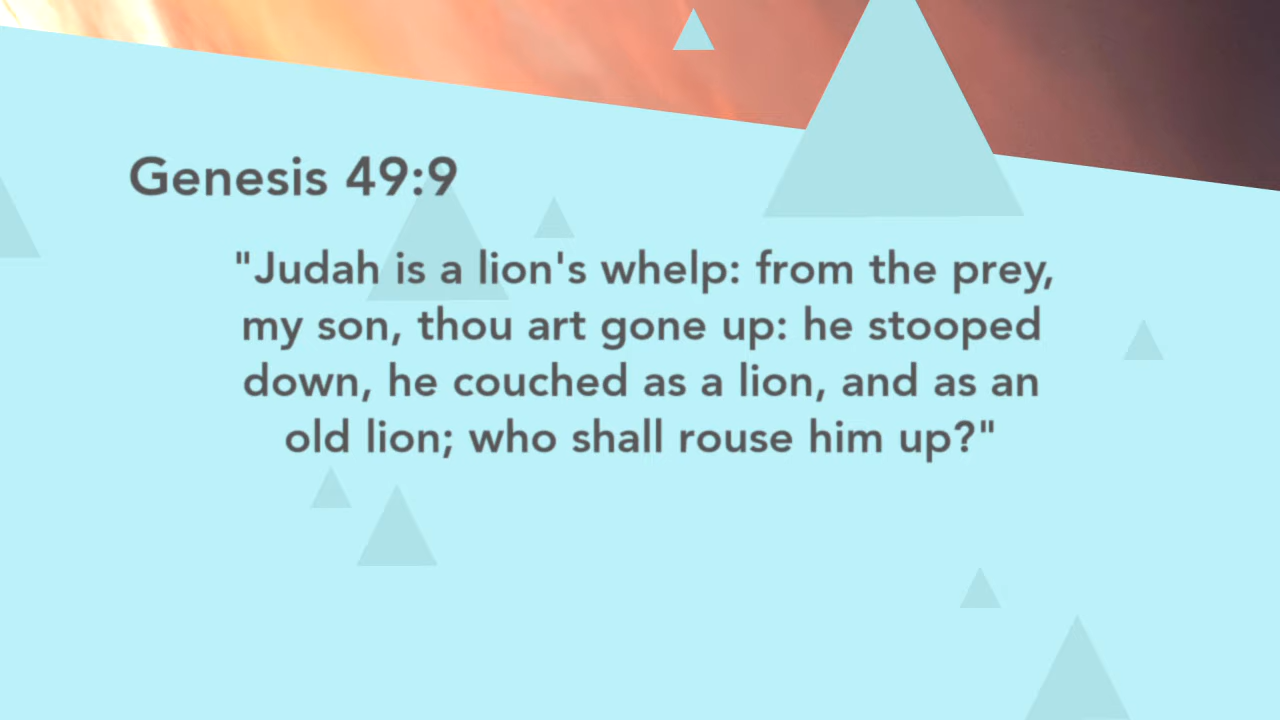 Genesis 49:9
"Judah is a lion's whelp: from the prey,
my son, thou art gone up: he stooped
down, he couched as a lion, and as an
old lion; who shall rouse him up?"